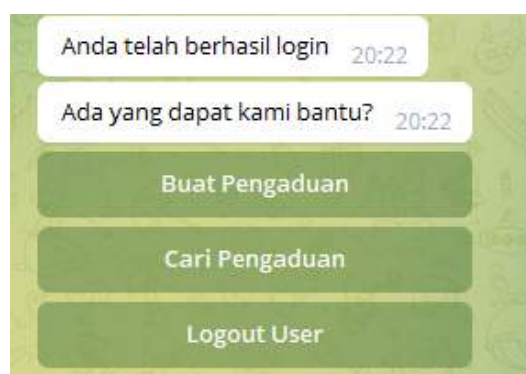 Anda telah berhasil login 20:22
Ada yang dapat kami bantu? 20:22
Buat Pengaduan
Cari Pengaduan
Logout User